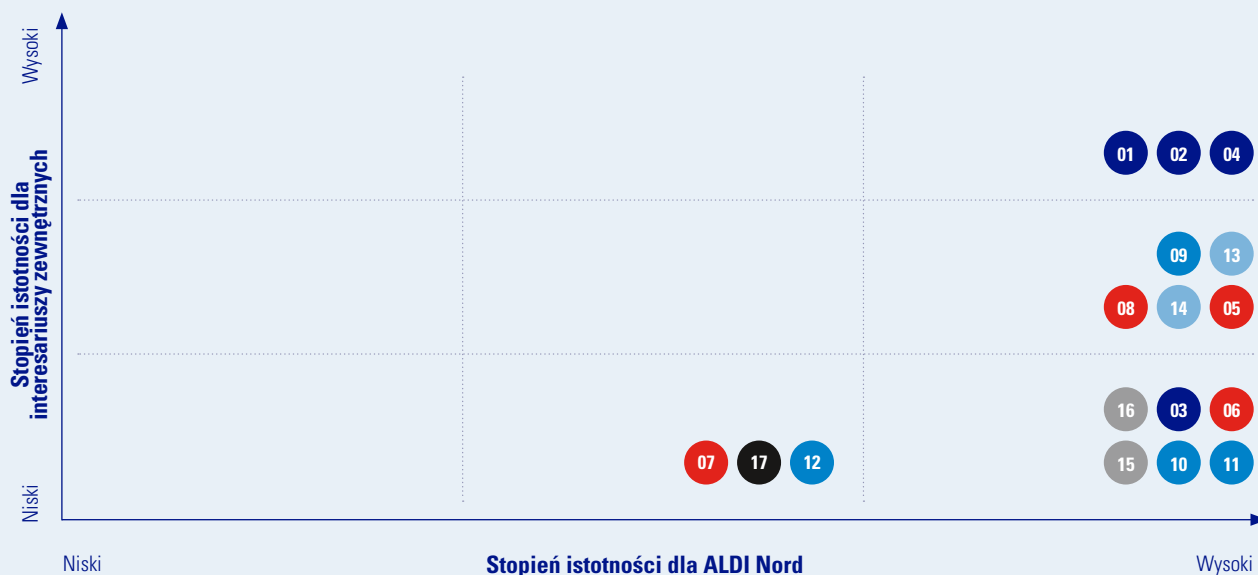 Wysoki
Stopień istotności dla
interesariuszy zewnętrznych
Niski
01 02 04
09 13
08 14 05
16 03 06
07 17 12 15 10 11
Niski Stopień istotności dla ALDI Nord Wysoki